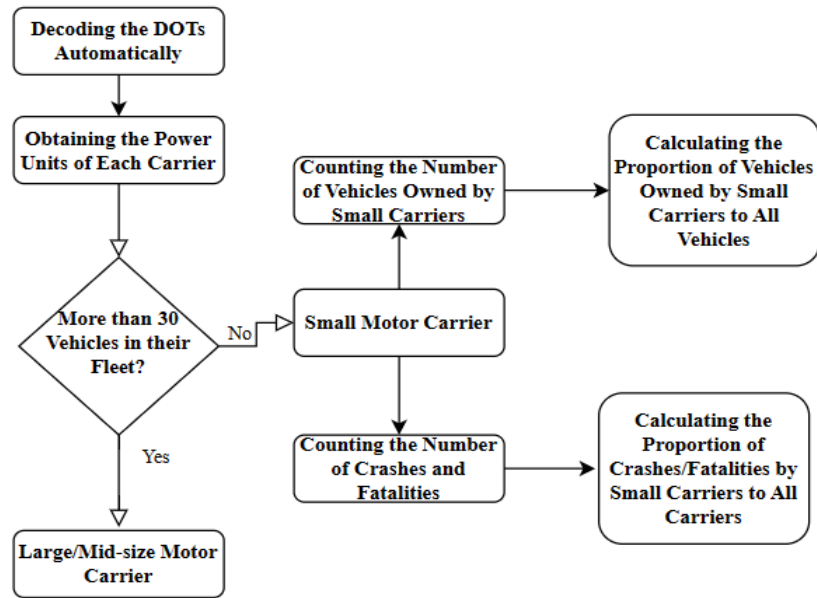 Decoding the DOTs
Automatically
Obtaining the Power
Units of Each Carrier
More than 30
Vehicles in their
Fleet?
No
Yes
Large/Mid-size Motor
Carrier
Small Motor Carrier
Counting the Number
of Vehicles Owned by
Small Carriers
Calculating the
Proportion of Vehicles
Owned by Small
Carriers to All
Vehicles
Counting the Number
of Crashes and
Fatalities
Calculating the
Proportion of
Crashes/Fatalities by
Small Carriers to All
Carriers